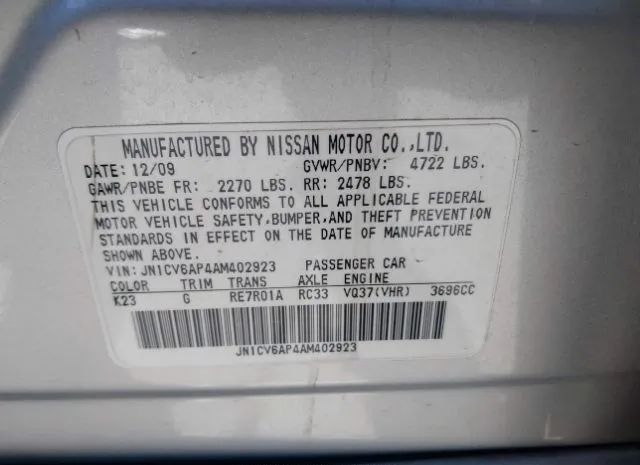 MANUFACTURED BY NISSAN MOTOR CO.,LTD.
DATE: 12/09 GVWR/PNBV: 4722 LBS.
GAWR/PNBE FR: 2270 LBS. RR: 2478 LBS.
THIS VEHICLE CONFORMS TO ALL APPLICABLE FEDERAL
MOTOR VEHICLE SAFETY,BUMPER,AND THEFT PREVENTION
STANDARDS IN EFFECT ON THE DATE OF MANUFACTURE
SHOWN ABOVE.
VIN: JN1CV6AP4AM402923 PASSENGER CAR
COLOR TRIM TRANS AXLE ENGINE
K23 G RE7R01A RC33 VQ37(VHR) 3696CC
JN1CV6AP4AM402923